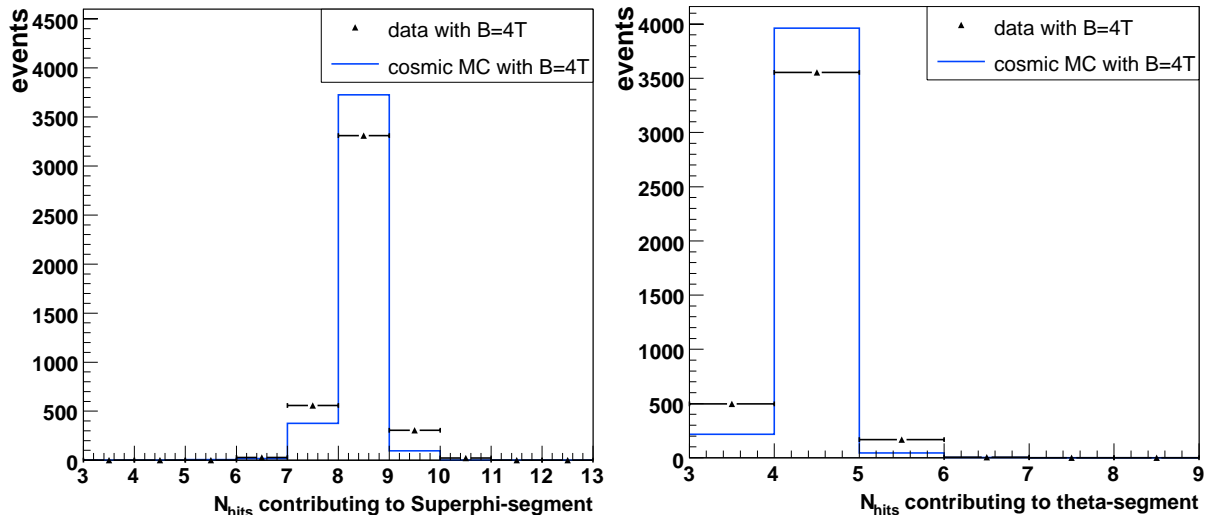 events
4500
4000
3500
3000
2500
2000
1500
1000
500
0
3 4 5 6 7 8 9 10 11 12 13
N_hits contributing to Superphi-segment
data with B=4T
cosmic MC with B=4T
events
4000
3500
3000
2500
2000
1500
1000
500
0
3 4 5 6 7 8 9
N_hits contributing to theta-segment
data with B=4T
cosmic MC with B=4T